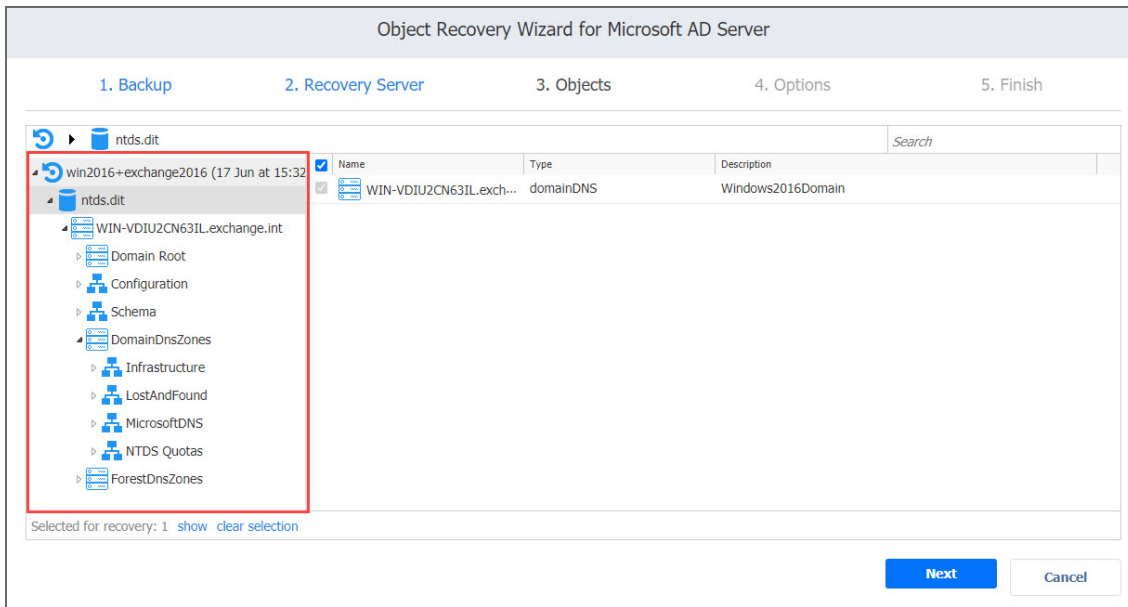 Object Recovery Wizard for Microsoft AD Server
1. Backup 2. Recovery Server 3. Objects 4. Options 5. Finish
ntds.dit Search
win2016+exchange2016 (17 Jun at 15:32
Name Type Description
WIN-VDIU2CN63IL.exch... domainDNS Windows2016Domain
ntds.dit
WIN-VDIU2CN63IL.exchange.int
Domain Root
Configuration
Schema
DomainDnsZones
Infrastructure
LostAndFound
MicrosoftDNS
NTDS Quotas
ForestDnsZones
Selected for recovery: 1 show clear selection
Next Cancel